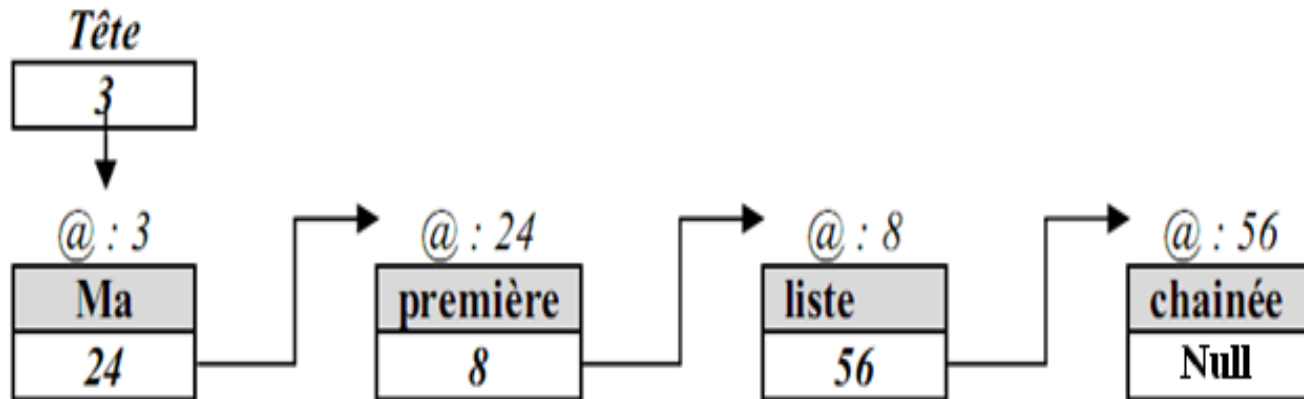 Tête
3
@ : 3 @ : 24 @ : 8 @ : 56
Ma première liste chainée
24 8 56 Null